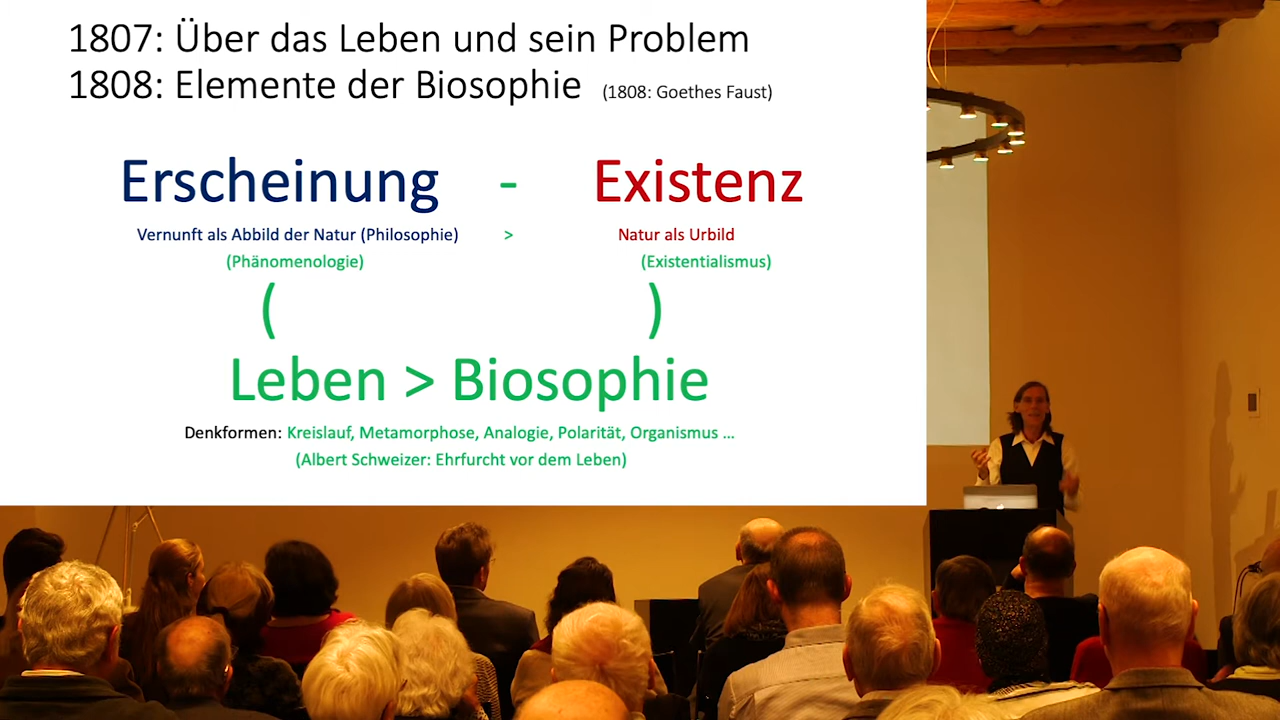 1807: Über das Leben und sein Problem
1808: Elemente der Biosophie (1808: Goethes Faust)
Erscheinung - Existenz
Vernunft als Abbild der Natur (Philosophie) > Natur als Urbild
(Phänomenologie) (Existentialismus)
( )
Leben > Biosophie
Denkformen: Kreislauf, Metamorphose, Analogie, Polarität, Organismus ...
(Albert Schweizer: Ehrfurcht vor dem Leben)